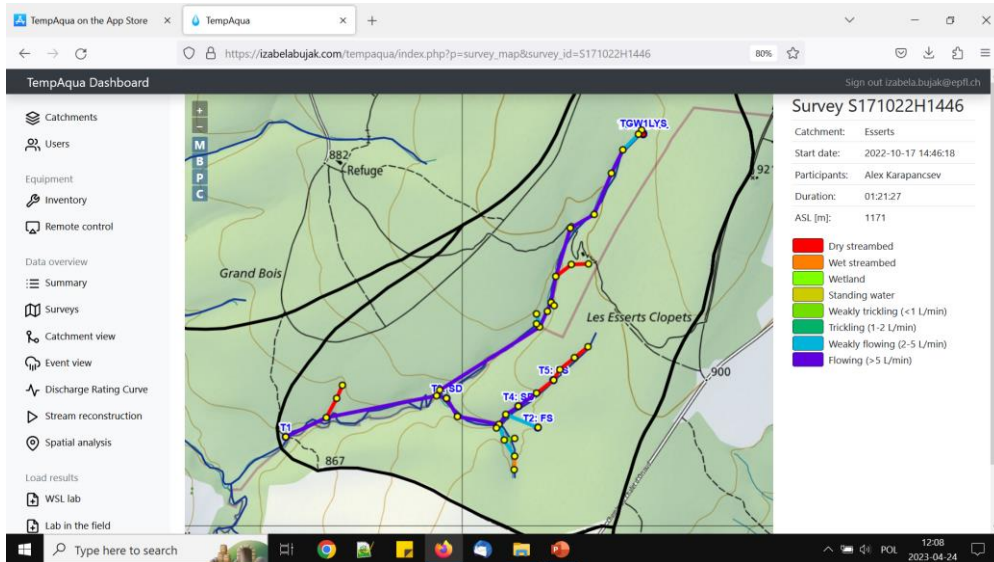 TempAqua on the App Store
TempAqua
https://izabelabujak.com/tempaqua/index.php?p=survey_map&survey_id=S171022H1446
80%
TempAqua Dashboard
Sign out izabela.bujak@epfl.ch
Catchments
Users
Equipment
Inventory
Remote control
Data overview
Summary
Surveys
Catchment view
Event view
Discharge Rating Curve
Stream reconstruction
Spatial analysis
Load results
WSL lab
Lab in the field
+
−
M
B
P
C
TGW1LYS
882
Refuge
92
Grand Bois
Les Esserts Clopets
900
T4: SD
T2: FS
T1
867
Survey S171022H1446
Catchment: Esserts
Start date: 2022-10-17 14:46:18
Participants: Alex Karapancsev
Duration: 01:21:27
ASL [m]: 1171
Dry streambed
Wet streambed
Wetland
Standing water
Weakly trickling (<1 L/min)
Trickling (1-2 L/min)
Weakly flowing (2-5 L/min)
Flowing (>5 L/min)
Type here to search
POL
12:08
2023-04-24